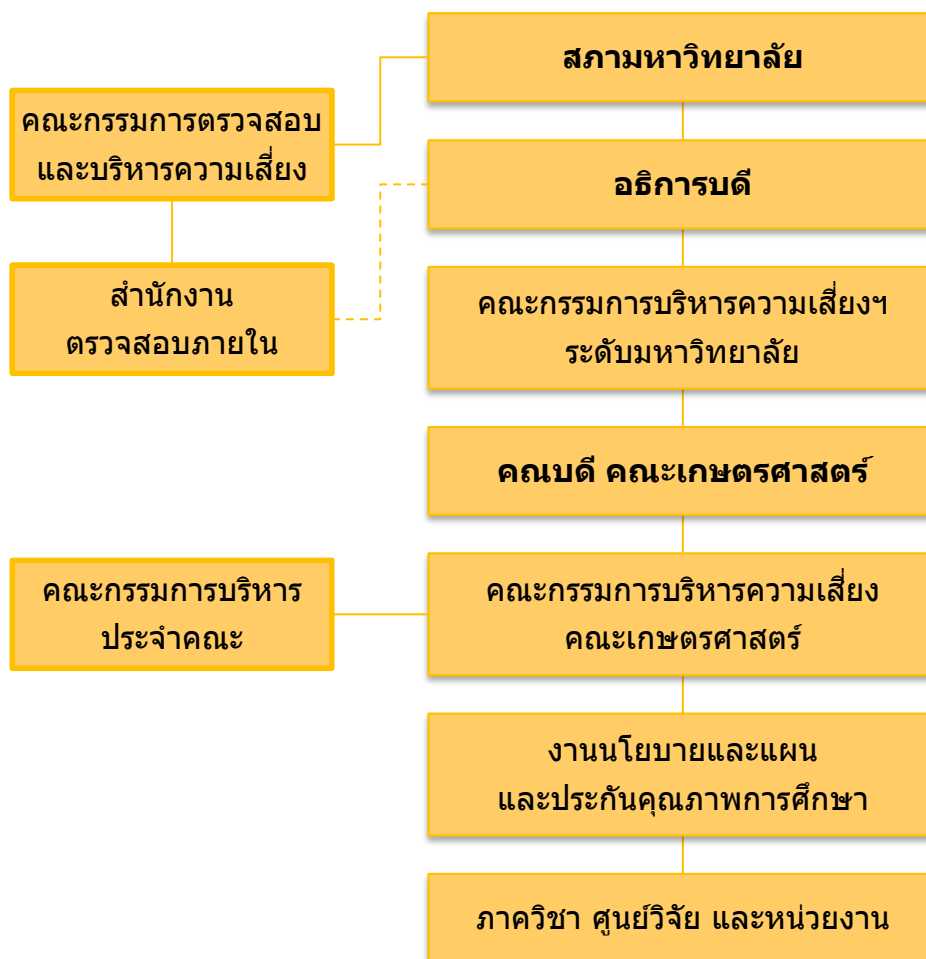 สภามหาวิทยาลัย
คณะกรรมการตรวจสอบ
และบริหารความเสี่ยง
อธิการบดี
สำนักงาน
ตรวจสอบภายใน
คณะกรรมการบริหารความเสี่ยงฯ
ระดับมหาวิทยาลัย
คณบดี คณะเกษตรศาสตร์
คณะกรรมการบริหาร
ประจำคณะ
คณะกรรมการบริหารความเสี่ยง
คณะเกษตรศาสตร์
งานนโยบายและแผน
และประกันคุณภาพการศึกษา
ภาควิชา ศูนย์วิจัย และหน่วยงาน